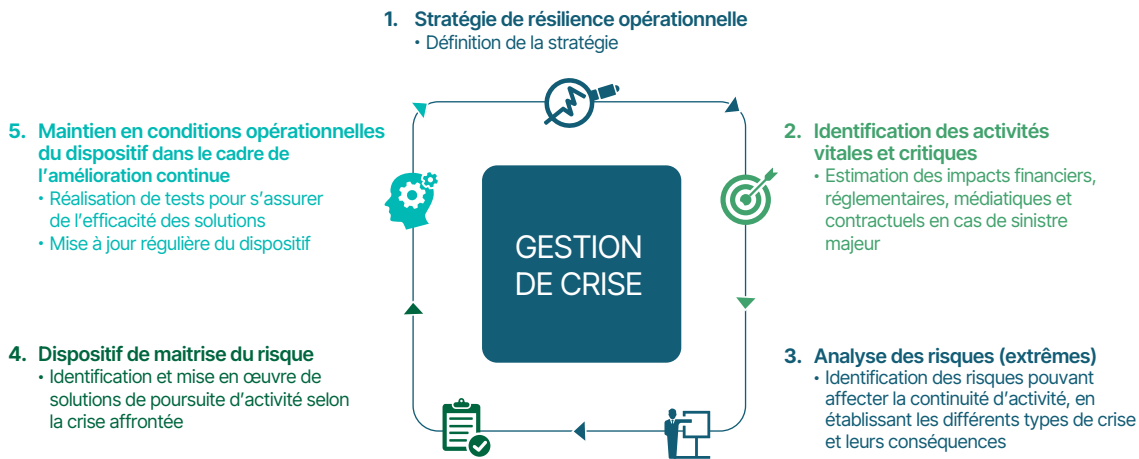 1. Stratégie de résilience opérationnelle
• Définition de la stratégie
2. Identification des activités
vitales et critiques
• Estimation des impacts financiers,
réglementaires, médiatiques et
contractuels en cas de sinistre
majeur
3. Analyse des risques (extrêmes)
• Identification des risques pouvant
affecter la continuité d’activité, en
établissant les différents types de crise
et leurs conséquences
4. Dispositif de maitrise du risque
• Identification et mise en œuvre de
solutions de poursuite d’activité selon
la crise affrontée
5. Maintien en conditions opérationnelles
du dispositif dans le cadre de
l’amélioration continue
• Réalisation de tests pour s’assurer
de l’efficacité des solutions
• Mise à jour régulière du dispositif
GESTION
DE CRISE